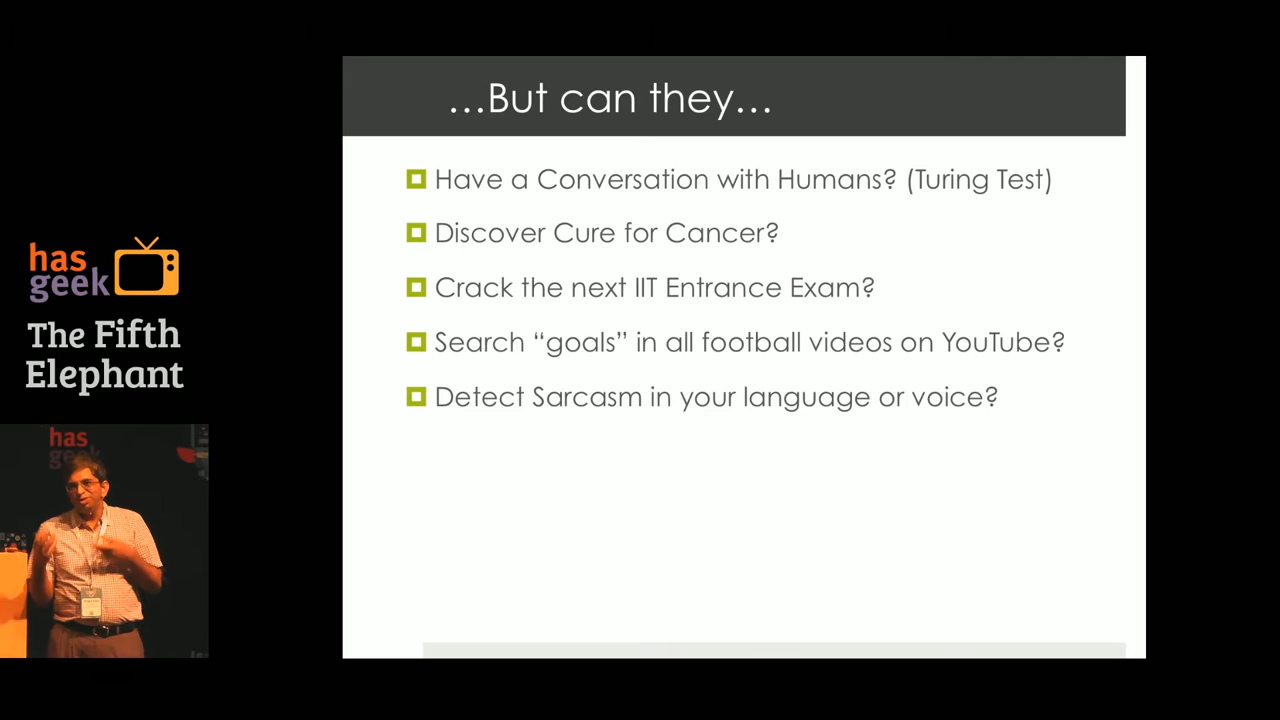 …But can they…
Have a Conversation with Humans? (Turing Test)
Discover Cure for Cancer?
Crack the next IIT Entrance Exam?
Search “goals” in all football videos on YouTube?
Detect Sarcasm in your language or voice?
has
geek
The Fifth
Elephant
has
geek